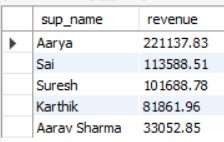 sup_name revenue
Aarya 221137.83
Sai 113588.51
Suresh 101688.78
Karthik 81861.96
Aarav Sharma 33052.85